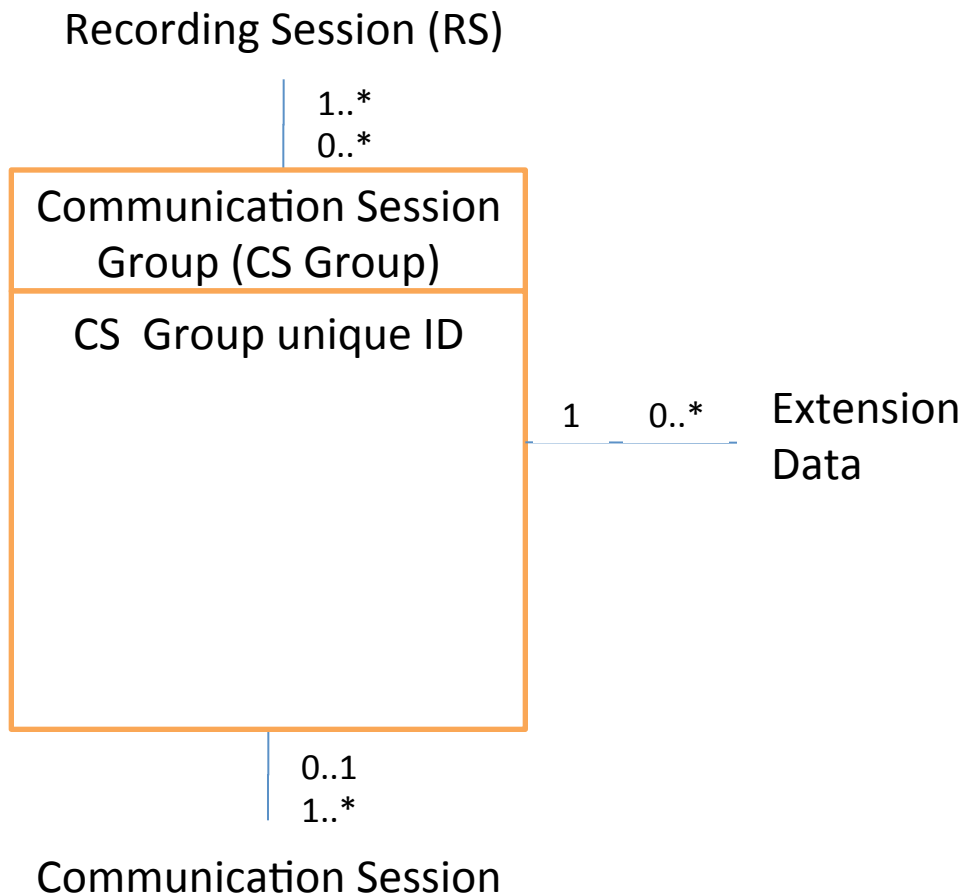 Recording Session (RS)
1..*
0..*
Communication Session
Group (CS Group)
CS  Group unique ID
1
0..*
Extension
Data
0..1
1..*
Communication Session